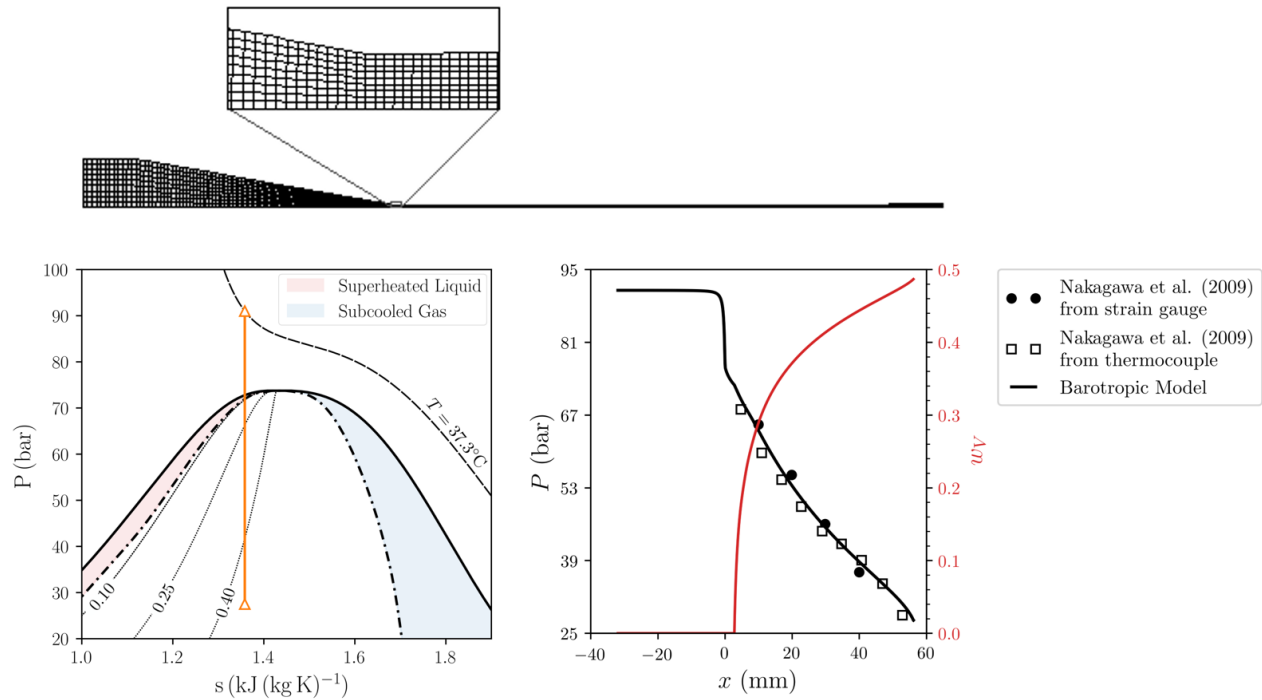 100
90
80
70
60
50
40
30
20
P (bar)
Superheated Liquid
Subcooled Gas
T = 37.3°C
0.10
0.25
0.40
1.0 1.2 1.4 1.6 1.8
s (kJ (kg K)⁻¹)
95
81
67
53
39
25
P (bar)
−40 −20 0 20 40 60
x (mm)
0.5
0.4
0.3
0.2
0.1
0.0
w_V
Nakagawa et al. (2009)
from strain gauge
Nakagawa et al. (2009)
from thermocouple
Barotropic Model